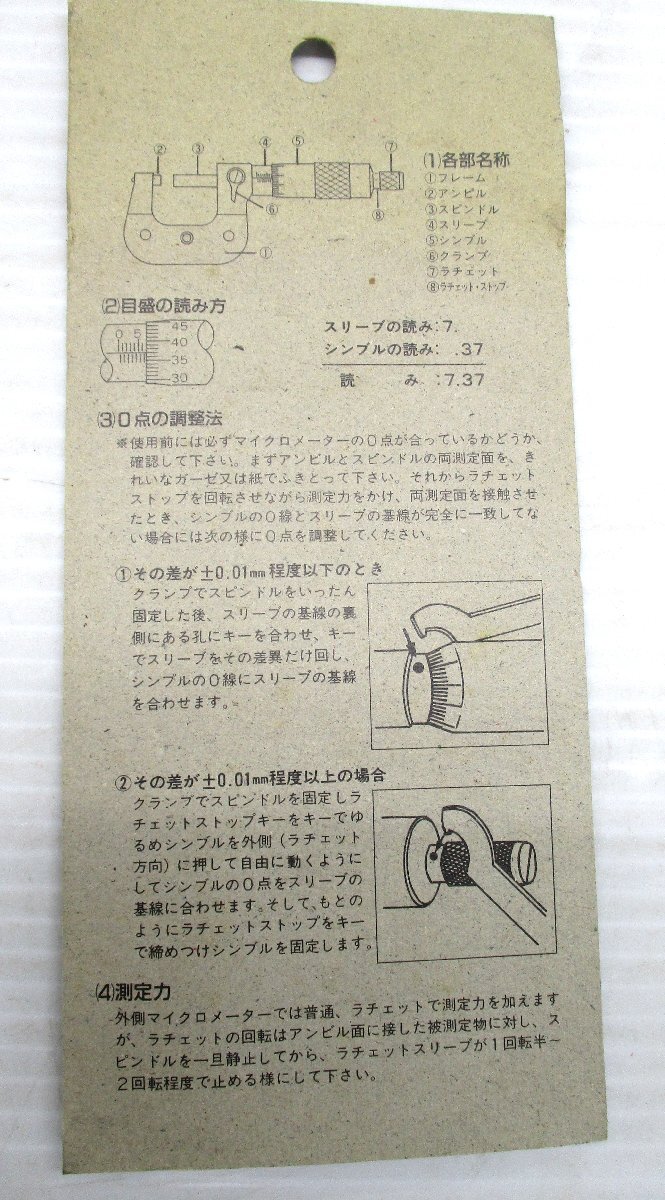 ② ③ ④ ⑤ ⑦
⑥ ⑧
①
(1)各部名称
①フレーム
②アンビル
③スピンドル
④スリーブ
⑤シンブル
⑥クランプ
⑦ラチェット
⑧ラチェット・ストップ
(2)目盛の読み方
0 5
45
40
35
30
スリーブの読み:7.
シンブルの読み: .37
読 み:7.37
(3)0点の調整法
※使用前には必ずマイクロメーターの0点が合っているかどうか、
確認して下さい。まずアンビルとスピンドルの両測定面を、き
れいなガーゼ又は紙でふきとって下さい。それからラチェット
ストップを回転させながら測定力をかけ、両測定面を接触させ
たとき、シンブルの0線とスリーブの基線が完全に一致してな
い場合には次の様に0点を調整してください。
①その差が±0.01mm程度以下のとき
クランプでスピンドルをいったん
固定した後、スリーブの基線の裏
側にある孔にキーを合わせ、キー
でスリーブをその差異だけ回し、
シンブルの0線にスリーブの基線
を合わせます。
②その差が±0.01mm程度以上の場合
クランプでスピンドルを固定しラ
チェットストップキーをキーでゆ
るめシンブルを外側(ラチェット
方向)に押して自由に動くように
してシンブルの0点をスリーブの
基線に合わせます。そして、もとの
ようにラチェットストップをキー
で締めつけシンブルを固定します。
(4)測定力
外側マイクロメーターでは普通、ラチェットで測定力を加えます
が、ラチェットの回転はアンビル面に接した被測定物に対し、ス
ピンドルを一旦静止してから、ラチェットスリーブが1回転半~
2回転程度で止める様にして下さい。